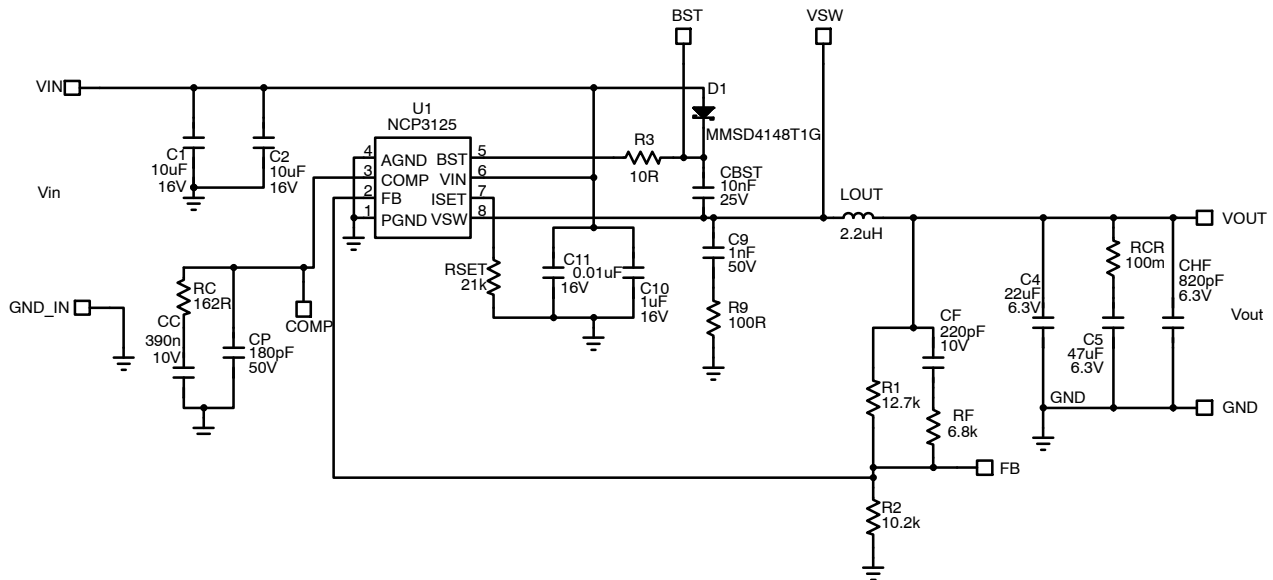 BST
VSW
VIN
D1
U1
NCP3125
MMSD4148T1G
C1
10uF
16V
C2
10uF
16V
4
AGND
BST
5
3
COMP
VIN
6
2
FB
ISET
7
1
PGND
VSW
8
R3
10R
CBST
10nF
25V
Vin
LOUT
2.2uH
VOUT
C9
1nF
50V
R9
100R
RSET
21k
C11
0.01uF
16V
C10
1uF
16V
RCR
100m
CHF
820pF
6.3V
C4
22uF
6.3V
C5
47uF
6.3V
Vout
GND_IN
RC
162R
CC
390n
10V
CP
180pF
50V
COMP
CF
220pF
10V
R1
12.7k
RF
6.8k
GND
GND
FB
R2
10.2k